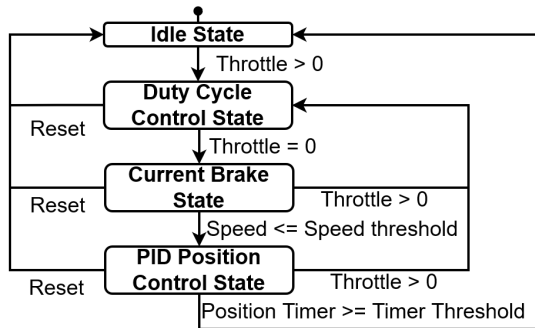 Idle State
Throttle > 0
Duty Cycle
Control State
Reset
Throttle = 0
Current Brake
State
Reset
Throttle > 0
Speed <= Speed threshold
PID Position
Control State
Reset
Throttle > 0
Position Timer >= Timer Threshold